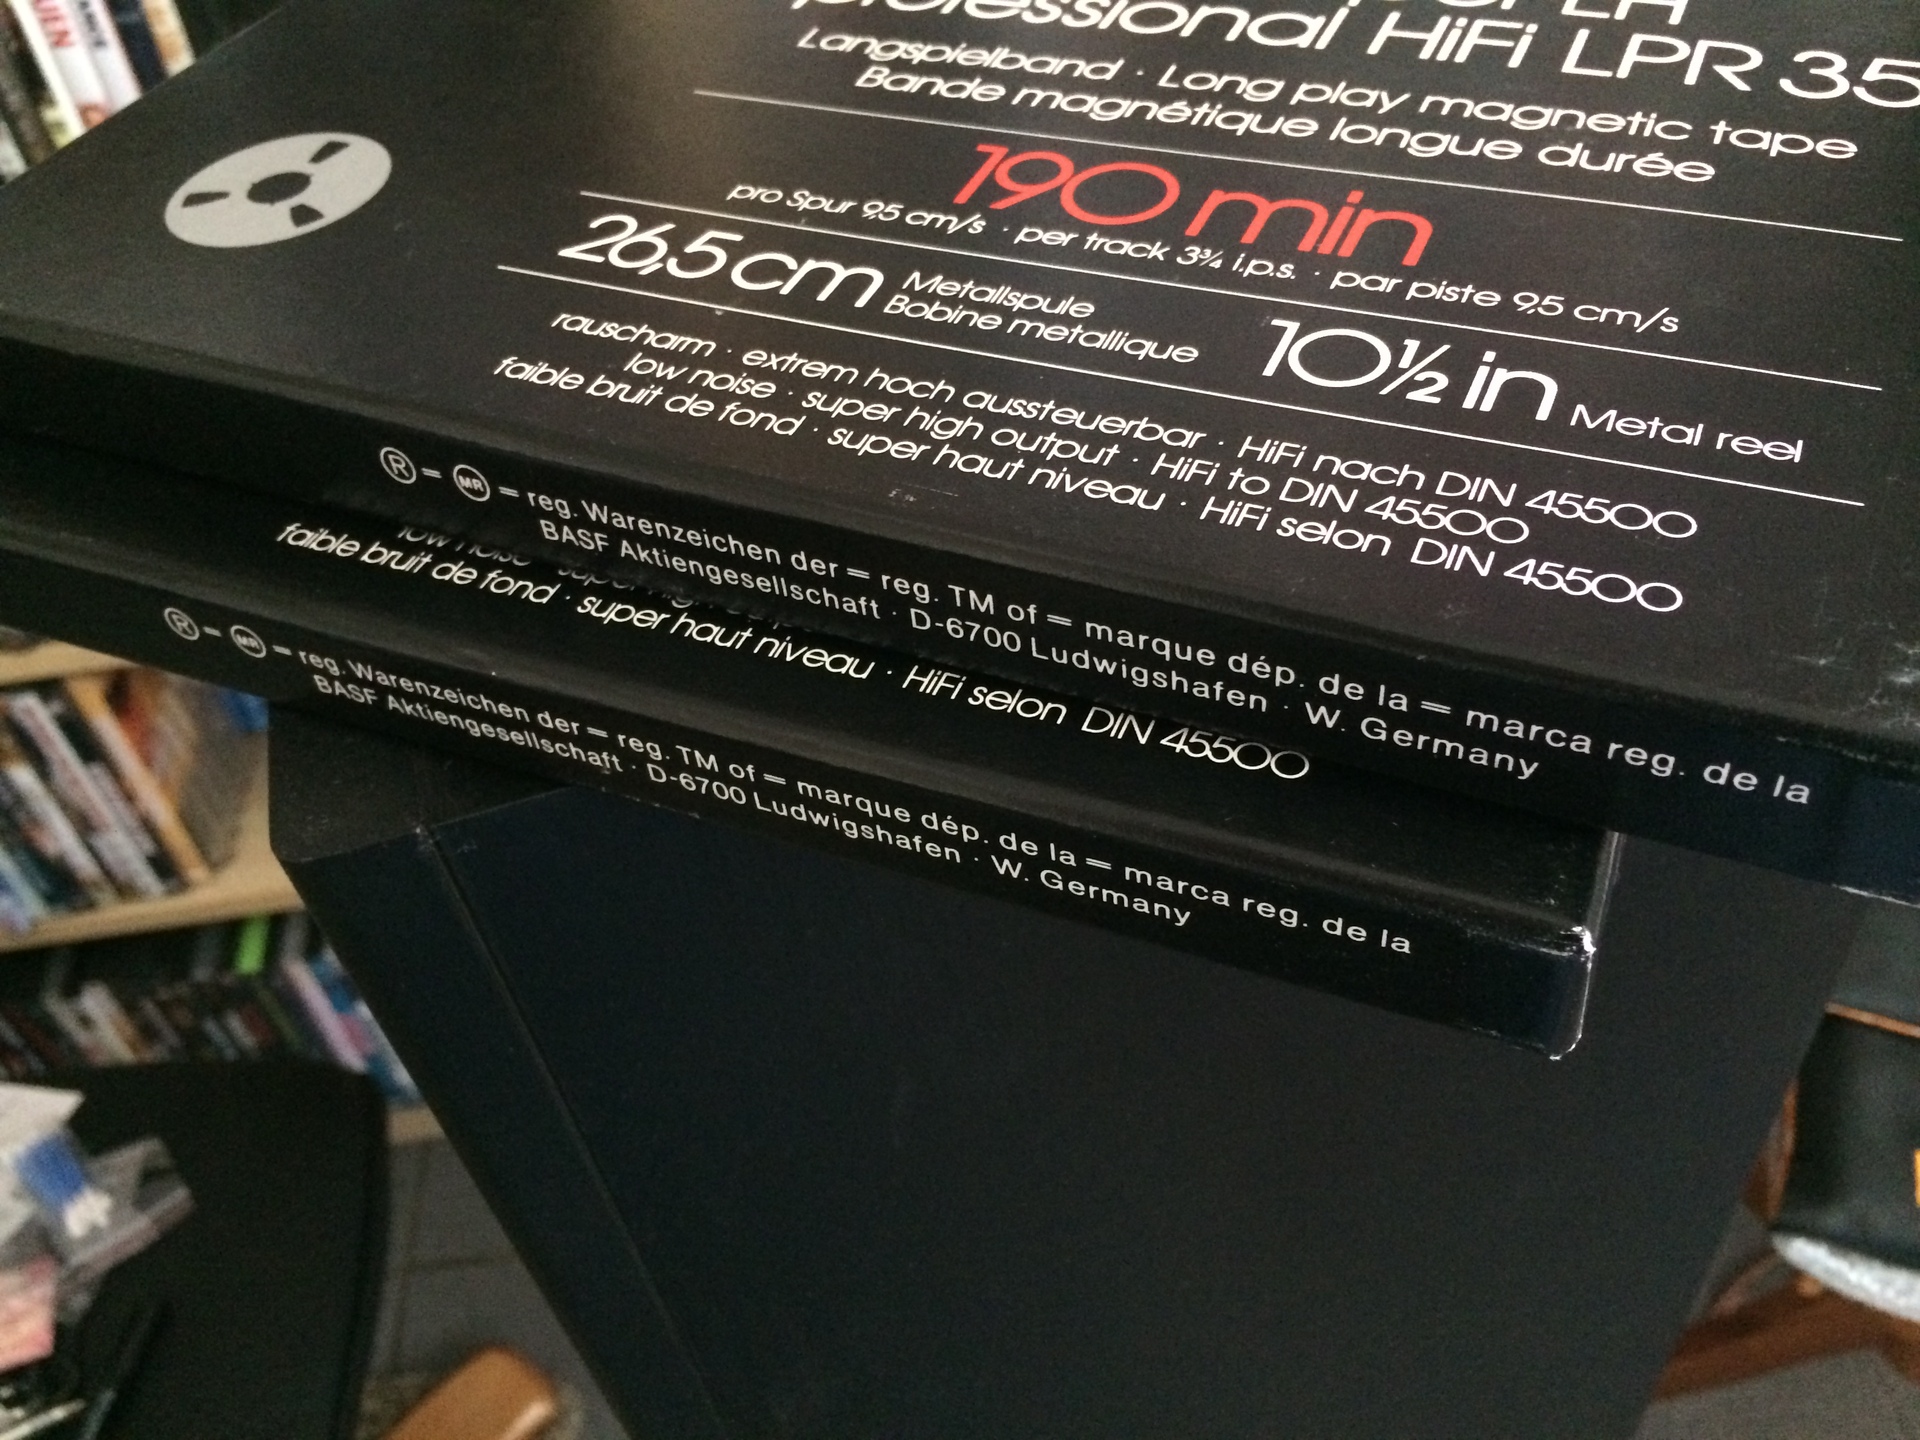 professional HiFi LPR 35
Langspielband · Long play magnetic tape
Bande magnétique longue durée
190 min
pro Spur 9,5 cm/s · per track 3¾ i.p.s. · par piste 9,5 cm/s
26,5 cm Metallspule 10½ in Metal reel
Bobine metallique
rauscharm · extrem hoch aussteuerbar · HiFi nach DIN 45500
low noise · super high output · HiFi to DIN 45500
faible bruit de fond · super haut niveau · HiFi selon DIN 45500
® = MR = reg. Warenzeichen der = reg. TM of = marque dép. de la = marca reg. de la
BASF Aktiengesellschaft · D-6700 Ludwigshafen · W. Germany
low noise · super high
faible bruit de fond · super haut niveau · HiFi selon DIN 45500
® = MR = reg. Warenzeichen der = reg. TM of = marque dép. de la = marca reg. de la
BASF Aktiengesellschaft · D-6700 Ludwigshafen · W. Germany